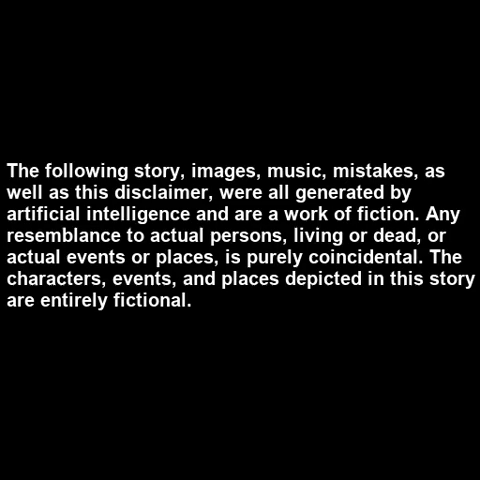 The following story, images, music, mistakes, as
well as this disclaimer, were all generated by
artificial intelligence and are a work of fiction. Any
resemblance to actual persons, living or dead, or
actual events or places, is purely coincidental. The
characters, events, and places depicted in this story
are entirely fictional.